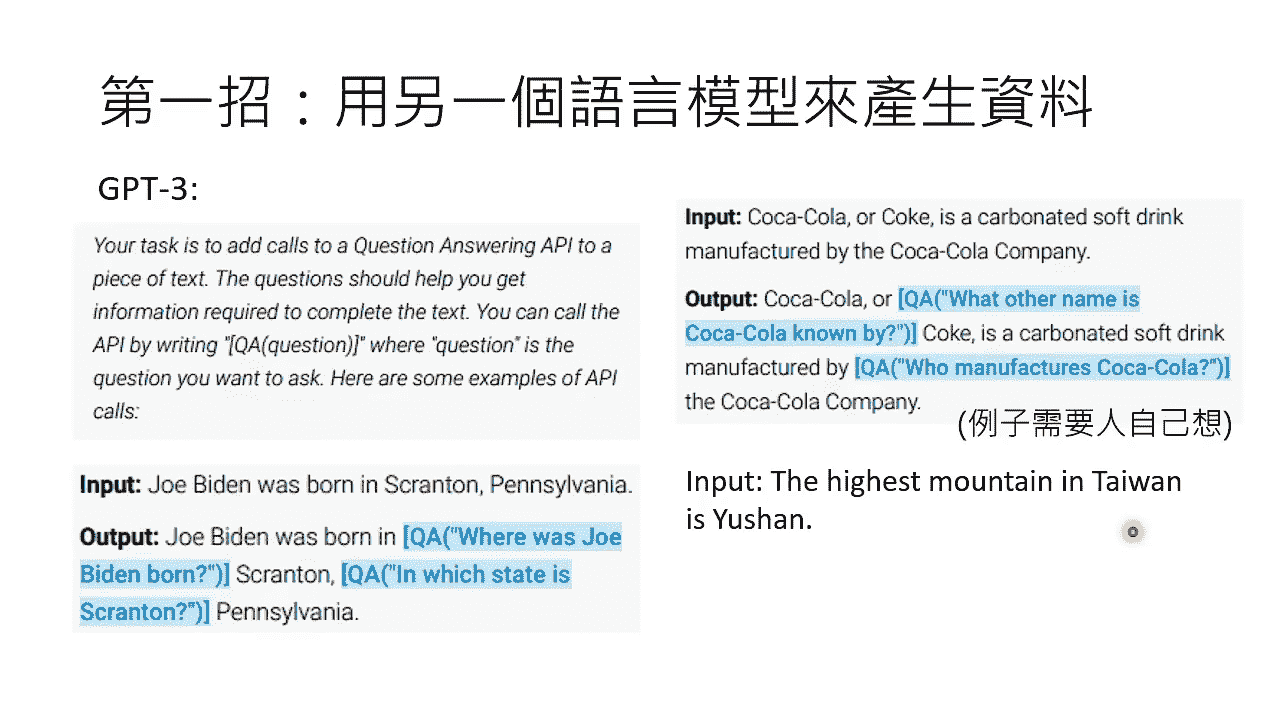 第一招：用另一個語言模型來產生資料
GPT-3:
Your task is to add calls to a Question Answering API to a
piece of text. The questions should help you get
information required to complete the text. You can call the
API by writing "[QA(question)]" where "question" is the
question you want to ask. Here are some examples of API
calls:
Input: Joe Biden was born in Scranton, Pennsylvania.
Output: Joe Biden was born in [QA("Where was Joe
Biden born?")] Scranton, [QA("In which state is
Scranton?")] Pennsylvania.
Input: Coca-Cola, or Coke, is a carbonated soft drink
manufactured by the Coca-Cola Company.
Output: Coca-Cola, or [QA("What other name is
Coca-Cola known by?")] Coke, is a carbonated soft drink
manufactured by [QA("Who manufactures Coca-Cola?")]
the Coca-Cola Company.
(例子需要人自己想)
Input: The highest mountain in Taiwan
is Yushan.